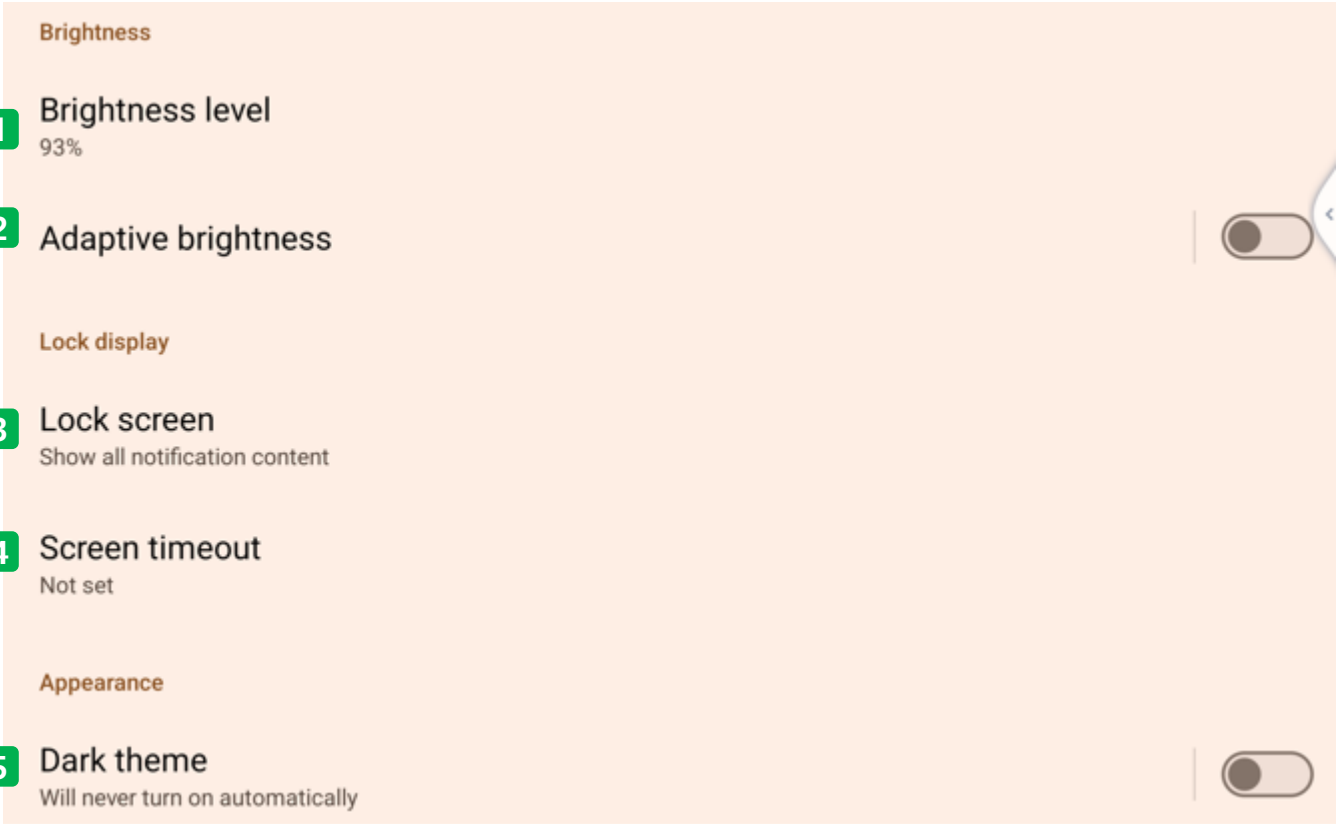 Brightness
1
Brightness level
93%
2
Adaptive brightness
Lock display
3
Lock screen
Show all notification content
4
Screen timeout
Not set
Appearance
5
Dark theme
Will never turn on automatically